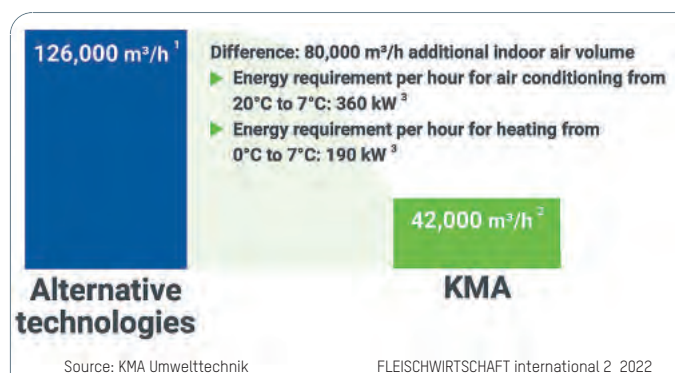 126,000 m³/h ¹
Difference: 80,000 m³/h additional indoor air volume
▶ Energy requirement per hour for air conditioning from
20°C to 7°C: 360 kW ³
▶ Energy requirement per hour for heating from
0°C to 7°C: 190 kW ³
42,000 m³/h ²
Alternative
technologies
KMA
Source: KMA Umwelttechnik
FLEISCHWIRTSCHAFT international 2_2022